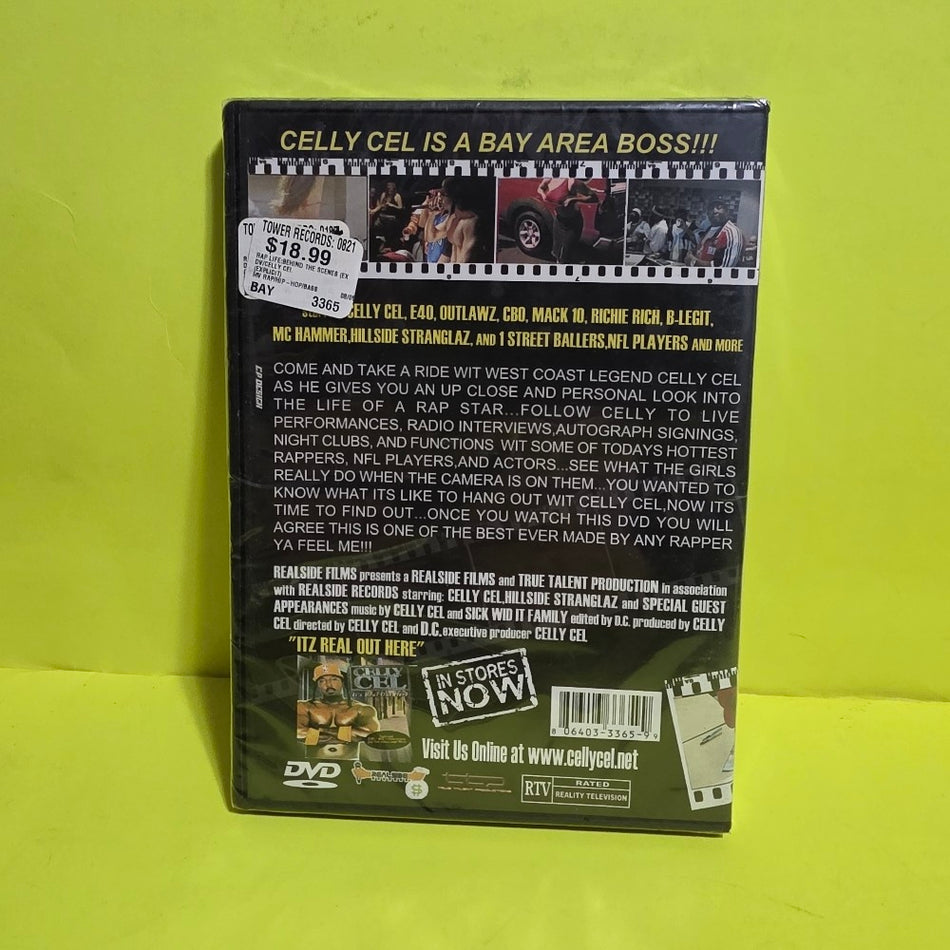 CELLY CEL IS A BAY AREA BOSS!!!
TOWER RECORDS: 0821
$18.99
RAP LIFE:BEHIND THE SCENES (EX
DV/CELLY CEL
(EXPLICIT)
MV RAP/HIP-HOP/BASS
BAY 3365
CELLY CEL, E40, OUTLAWZ, CBO, MACK 10, RICHIE RICH, B-LEGIT,
MC HAMMER,HILLSIDE STRANGLAZ, AND 1 STREET BALLERS,NFL PLAYERS AND MORE
COME AND TAKE A RIDE WIT WEST COAST LEGEND CELLY CEL
AS HE GIVES YOU AN UP CLOSE AND PERSONAL LOOK INTO
THE LIFE OF A RAP STAR...FOLLOW CELLY TO LIVE
PERFORMANCES, RADIO INTERVIEWS,AUTOGRAPH SIGNINGS,
NIGHT CLUBS, AND FUNCTIONS WIT SOME OF TODAYS HOTTEST
RAPPERS, NFL PLAYERS,AND ACTORS...SEE WHAT THE GIRLS
REALLY DO WHEN THE CAMERA IS ON THEM...YOU WANTED TO
KNOW WHAT ITS LIKE TO HANG OUT WIT CELLY CEL,NOW ITS
TIME TO FIND OUT...ONCE YOU WATCH THIS DVD YOU WILL
AGREE THIS IS ONE OF THE BEST EVER MADE BY ANY RAPPER
YA FEEL ME!!!
REALSIDE FILMS presents a REALSIDE FILMS and TRUE TALENT PRODUCTION in association
with REALSIDE RECORDS starring: CELLY CEL,HILLSIDE STRANGLAZ and SPECIAL GUEST
APPEARANCES music by CELLY CEL and SICK WID IT FAMILY edited by D.C. produced by CELLY
CEL directed by CELLY CEL and D.C. executive producer CELLY CEL
"ITZ REAL OUT HERE"
CELLY
CEL
IN STORES
NOW
8 06403-3365-9 9
Visit Us Online at www.cellycel.net
DVD
RTV RATED
REALITY TELEVISION